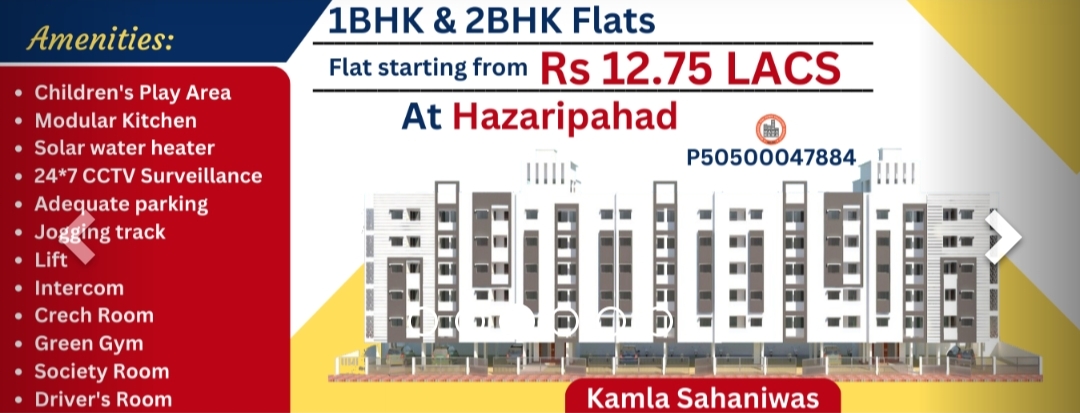 Amenities:
• Children's Play Area
• Modular Kitchen
• Solar water heater
• 24*7 CCTV Surveillance
• Adequate parking
• Jogging track
• Lift
• Intercom
• Crech Room
• Green Gym
• Society Room
• Driver's Room
1BHK & 2BHK Flats
Flat starting from Rs 12.75 LACS
At Hazaripahad
P50500047884
Kamla Sahaniwas